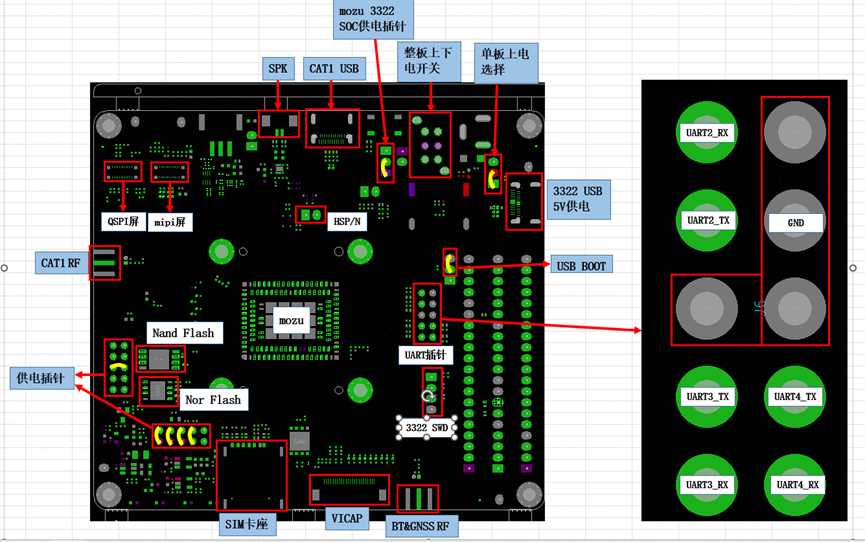 mozu 3322
SOC供电插针
整板上下
电开关
单板上电
选择
SPK
CAT1 USB
3322 USB
5V供电
QSPI屏
mipi屏
HSP/N
CAT1 RF
USB BOOT
mozu
Nand Flash
UART插针
供电插针
Nor Flash
3322 SWD
SIM卡座
VICAP
BT&GNSS RF
UART2_RX
UART2_TX
GND
UART3_TX
UART4_TX
UART3_RX
UART4_RX